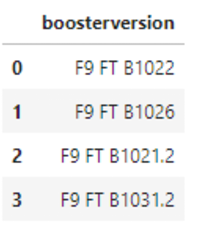 boosterversion
0 F9 FT B1022
1 F9 FT B1026
2 F9 FT B1021.2
3 F9 FT B1031.2